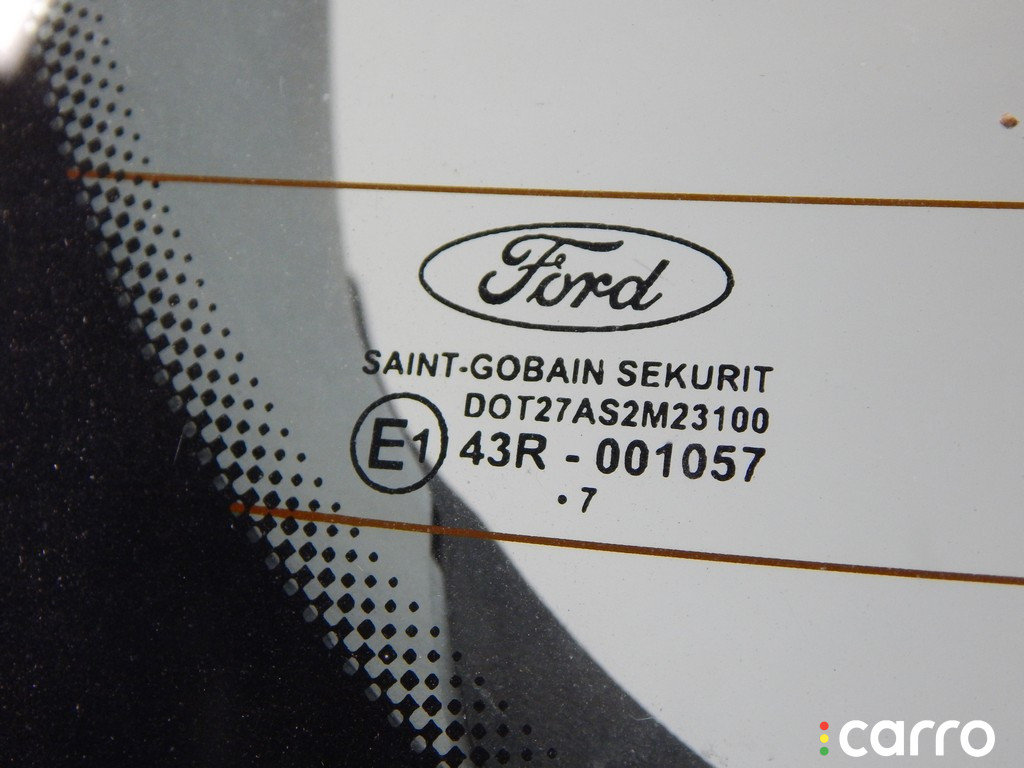 Ford
SAINT-GOBAIN SEKURIT
DOT27AS2M23100
E1 43R - 001057
• 7
carro